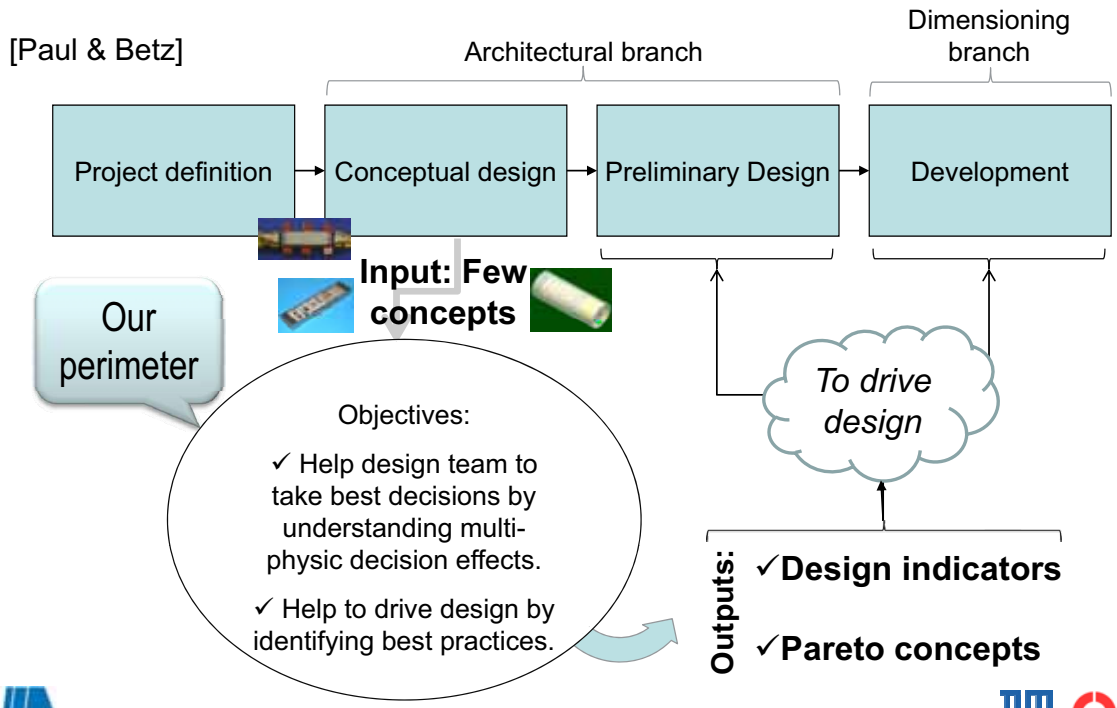 [Paul & Betz]
Architectural branch
Dimensioning
branch
Project definition
Conceptual design
Preliminary Design
Development
Input: Few
concepts
Our
perimeter
Objectives:
✓ Help design team to
take best decisions by
understanding multi-
physic decision effects.
✓ Help to drive design by
identifying best practices.
To drive
design
Outputs:
✓Design indicators
✓Pareto concepts